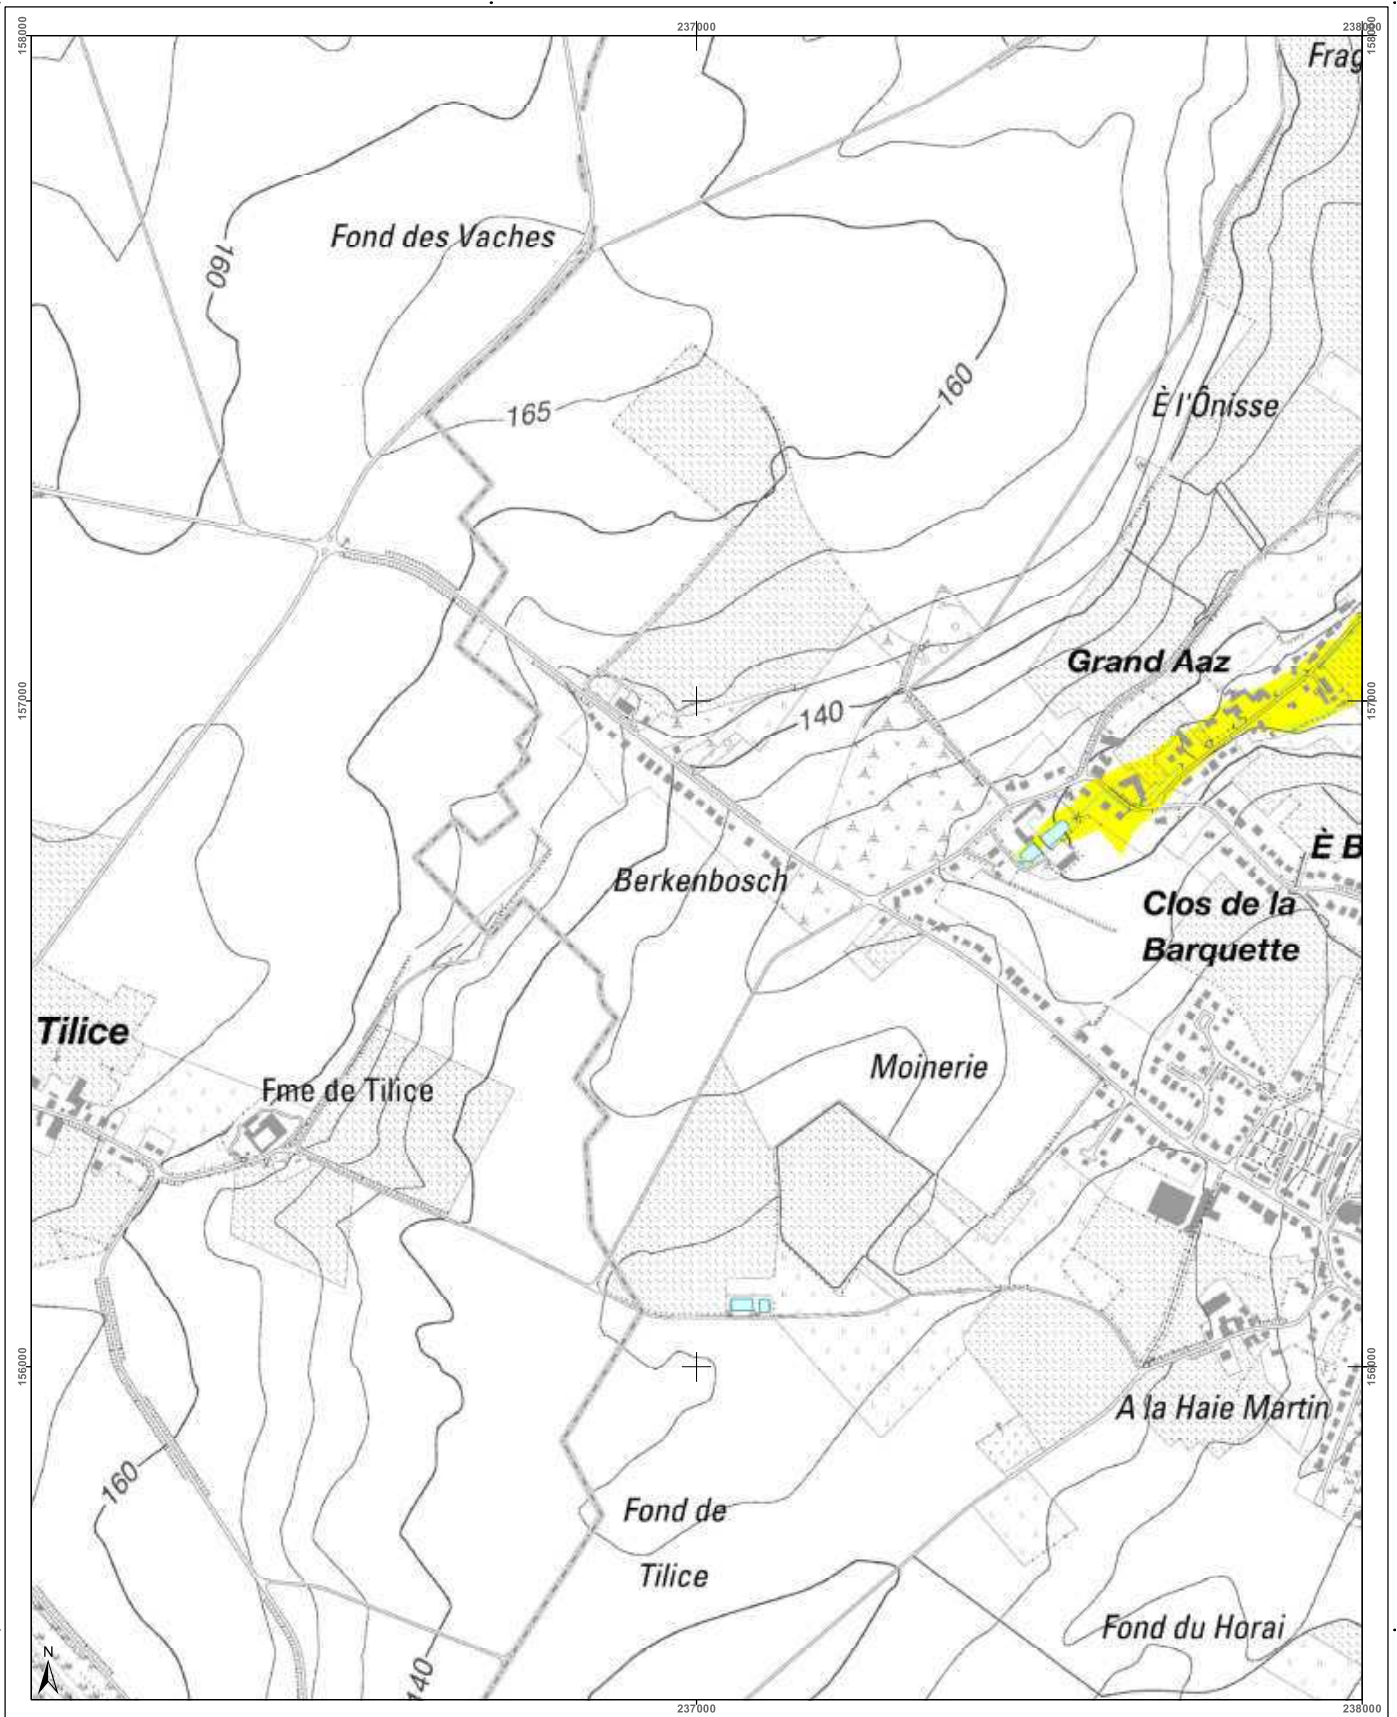 237000
238000
158000
158000
Frag
Fond des Vaches
160
165
160
È l'Ônisse
Grand Aaz
157000
140
157000
È B
Berkenbosch
Clos de la
Barquette
Tilice
Moinerie
Fme de Tilice
156000
156000
A la Haie Martin
160
Fond de
Tilice
Fond du Horai
N
140
237000
238000